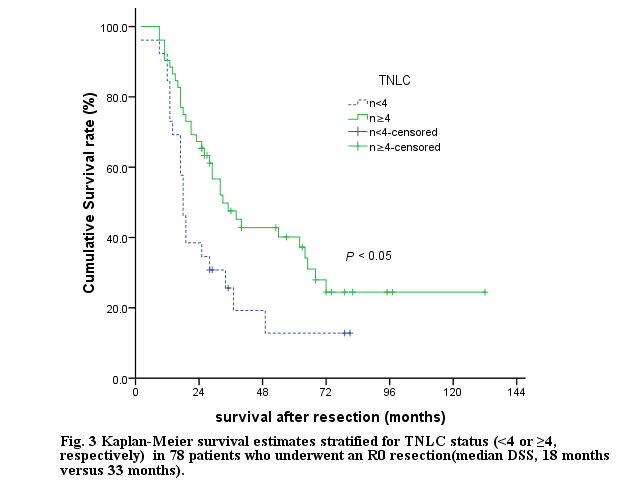 100.0
80.0
60.0
40.0
20.0
0.0
Cumulative Survival rate (%)
TNLC
n<4
n≥4
n<4-censored
n≥4-censored
P < 0.05
0 24 48 72 96 120 144
survival after resection (months)
Fig. 3 Kaplan-Meier survival estimates stratified for TNLC status (<4 or ≥4,
respectively) in 78 patients who underwent an R0 resection(median DSS, 18 months
versus 33 months).